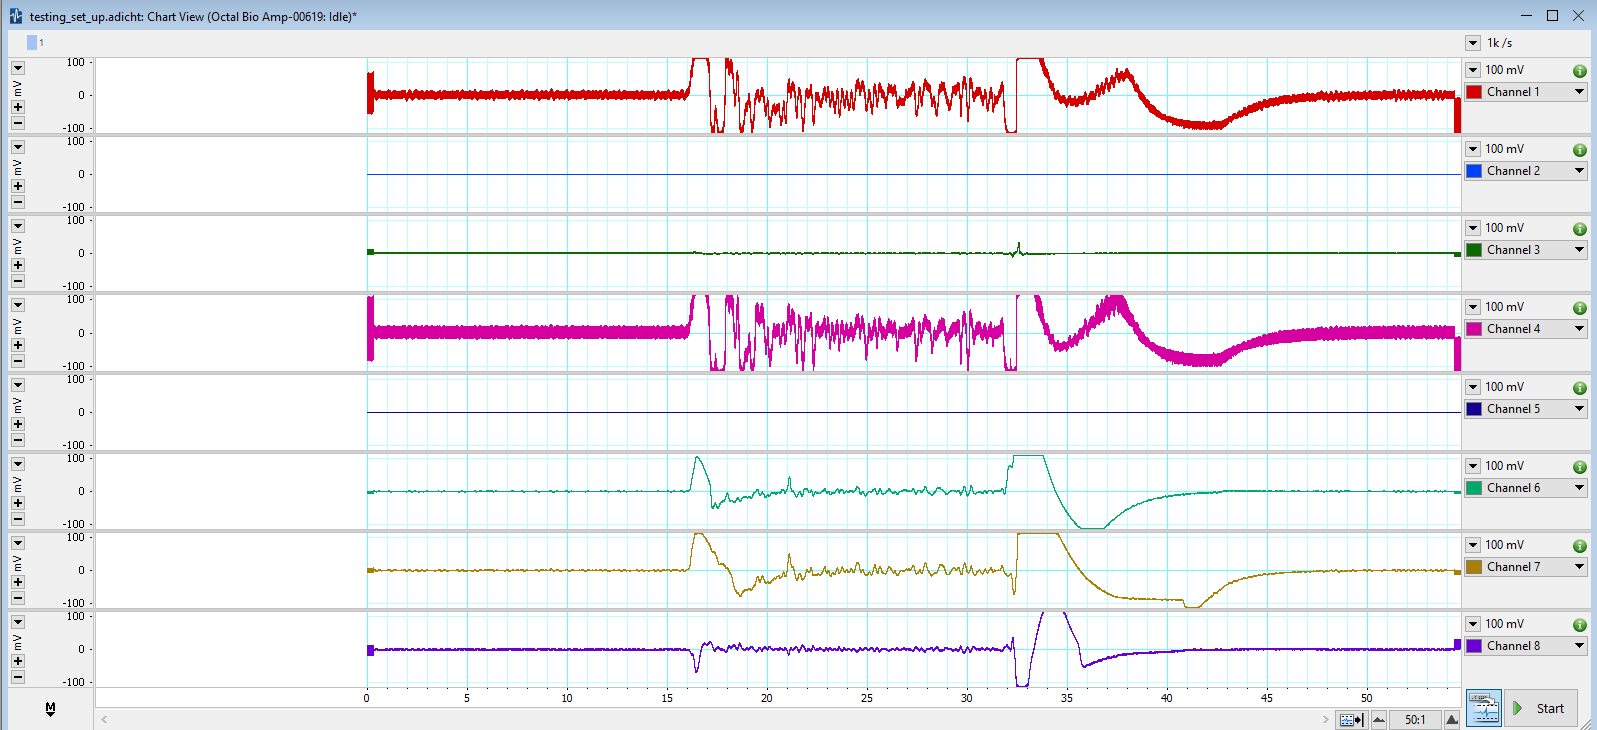 testing_set_up.adicht: Chart View (Octal Bio Amp-00619: Idle)*
1
1k /s
100
0
-100
mV
100 mV
Channel 1
100
0
-100
mV
100 mV
Channel 2
100
0
-100
mV
100 mV
Channel 3
100
0
-100
mV
100 mV
Channel 4
100
0
-100
mV
100 mV
Channel 5
100
0
-100
mV
100 mV
Channel 6
100
0
-100
mV
100 mV
Channel 7
100
0
-100
mV
100 mV
Channel 8
0 5 10 15 20 25 30 35 40 45 50
M
50:1
Start